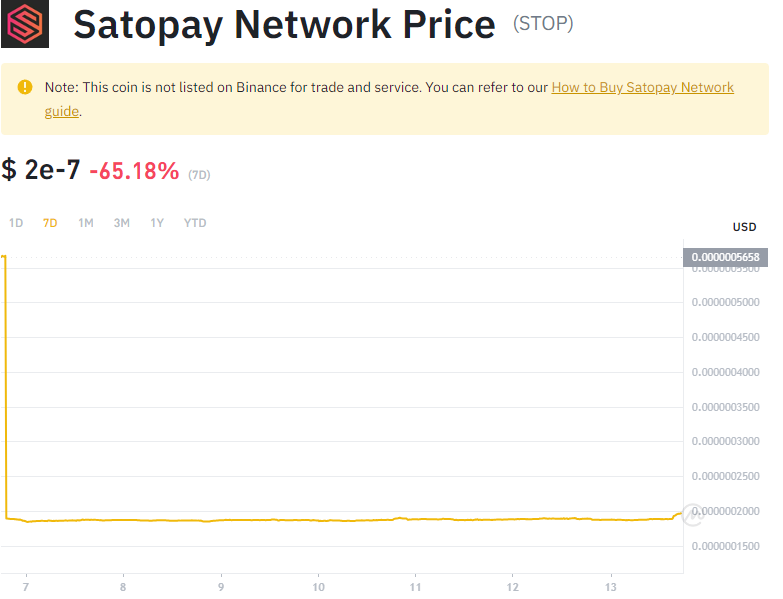 Satopay Network Price (STOP)
Note: This coin is not listed on Binance for trade and service. You can refer to our How to Buy Satopay Network
guide.
$ 2e-7 -65.18% (7D)
1D 7D 1M 3M 1Y YTD
USD
0.0000005658
0.0000005500
0.0000005000
0.0000004500
0.0000004000
0.0000003500
0.0000003000
0.0000002500
0.0000002000
0.0000001500
7 8 9 10 11 12 13